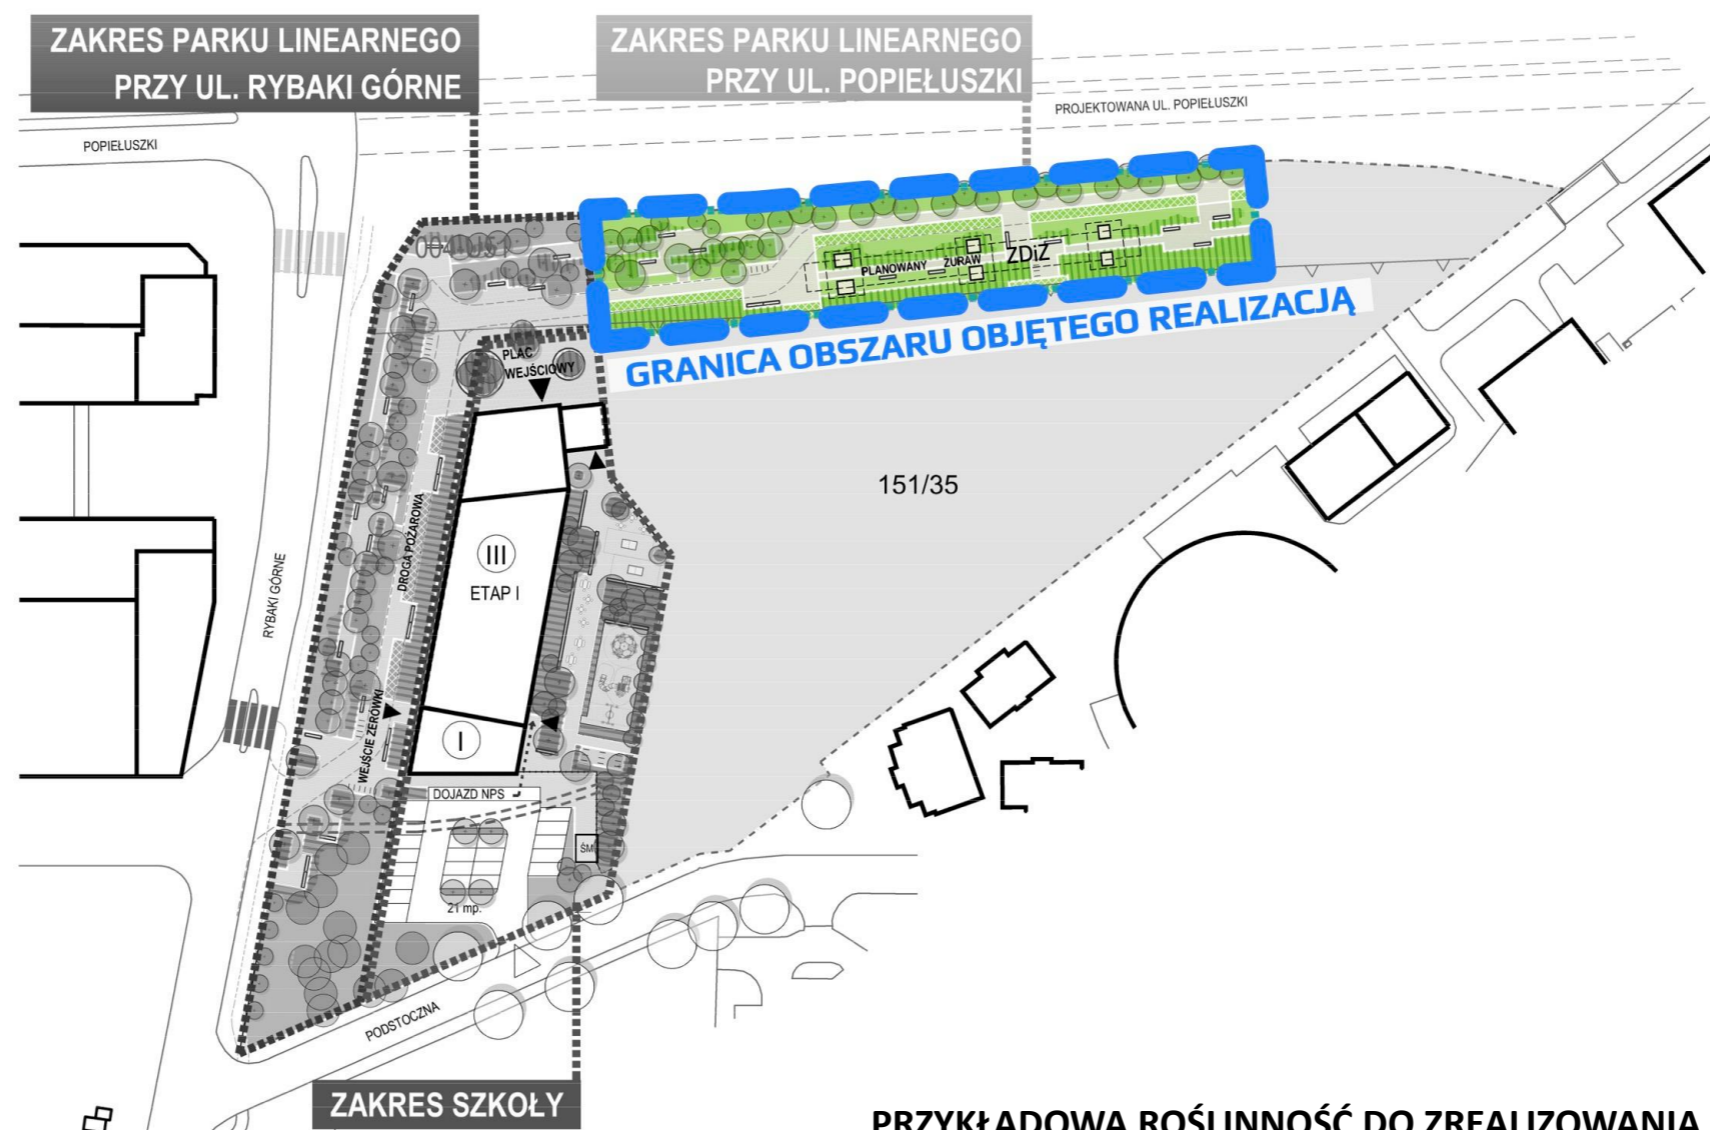 ZAKRES PARKU LINEARNEGO
PRZY UL. RYBAKI GÓRNE
ZAKRES PARKU LINEARNEGO
PRZY UL. POPIEŁUSZKI
PROJEKTOWANA UL. POPIEŁUSZKI
POPIEŁUSZKI
PLANOWANY ŻURAW
ZDiZ
GRANICA OBSZARU OBJĘTEGO REALIZACJĄ
PLAC
WEJŚCIOWY
151/35
DROGA POŻAROWA
III
ETAP I
RYBAKI GÓRNE
WEJŚCIE ZERÓWKI
I
DOJAZD NPS
ŚM
21 mp.
PODSTOCZNA
ZAKRES SZKOŁY
PRZYKŁADOWA ROŚLINNOŚĆ DO ZREALIZOWANIA